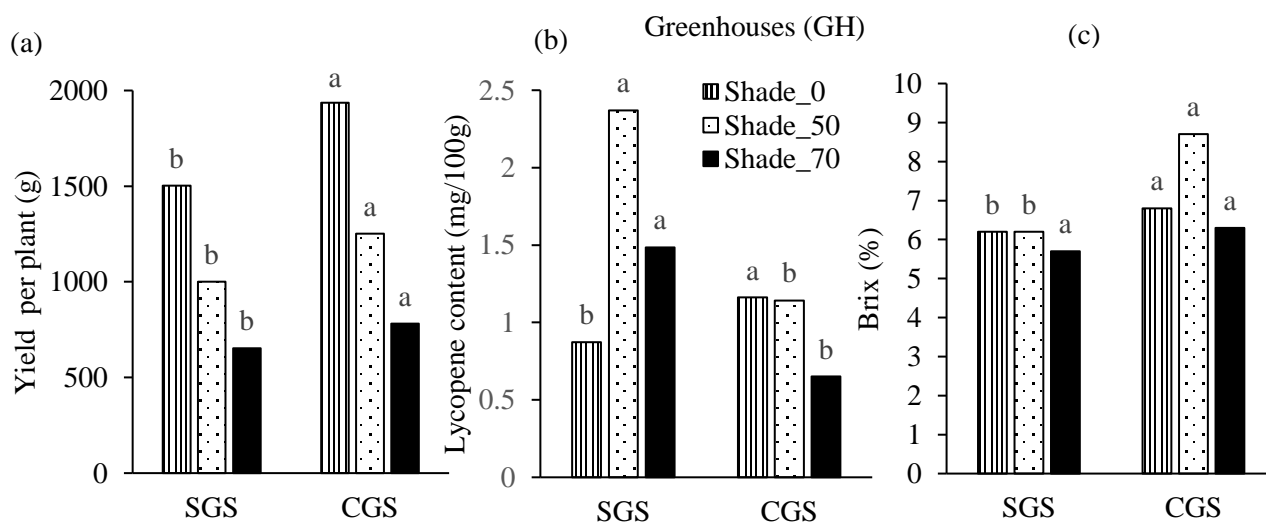 Greenhouses (GH)
(a)
Yield per plant (g)
2000
1500
1000
500
0
b
b
b
a
a
a
SGS
CGS
(b)
Lycopene content (mg/100g)
2.5
2
1.5
1
0.5
0
Shade_0
Shade_50
Shade_70
b
a
a
a
b
b
SGS
CGS
(c)
Brix (%)
10
9
8
7
6
5
4
3
2
1
0
b
b
a
a
a
a
SGS
CGS